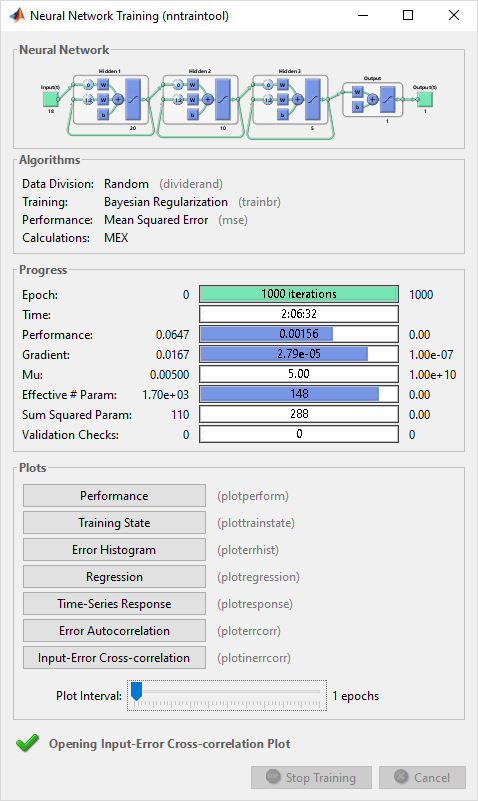 Neural Network Training (nntraintool)
Neural Network
Hidden 1 Hidden 2 Hidden 3
Input(t) Output Output(t)
0 W 0 W 0 W
W
1:2 W 1:2 W 1:2 W
b b b b
18 20 10 5 1 1
Algorithms
Data Division: Random (dividerand)
Training: Bayesian Regularization (trainbr)
Performance: Mean Squared Error (mse)
Calculations: MEX
Progress
Epoch: 0 1000 iterations 1000
Time: 2:06:32
Performance: 0.0647 0.00156 0.00
Gradient: 0.0167 2.79e-05 1.00e-07
Mu: 0.00500 5.00 1.00e+10
Effective # Param: 1.70e+03 148 0.00
Sum Squared Param: 110 288 0.00
Validation Checks: 0 0 0
Plots
Performance (plotperform)
Training State (plottrainstate)
Error Histogram (ploterrhist)
Regression (plotregression)
Time-Series Response (plotresponse)
Error Autocorrelation (ploterrcorr)
Input-Error Cross-correlation (plotinerrcorr)
Plot Interval: 1 epochs
Opening Input-Error Cross-correlation Plot
Stop Training Cancel